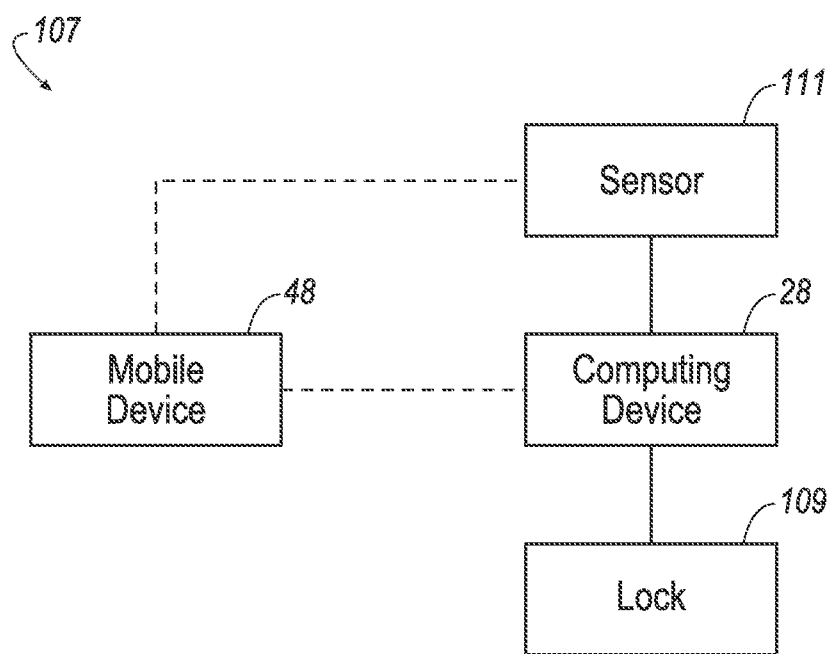 107
111
Sensor
48
28
Mobile
Device
Computing
Device
109
Lock